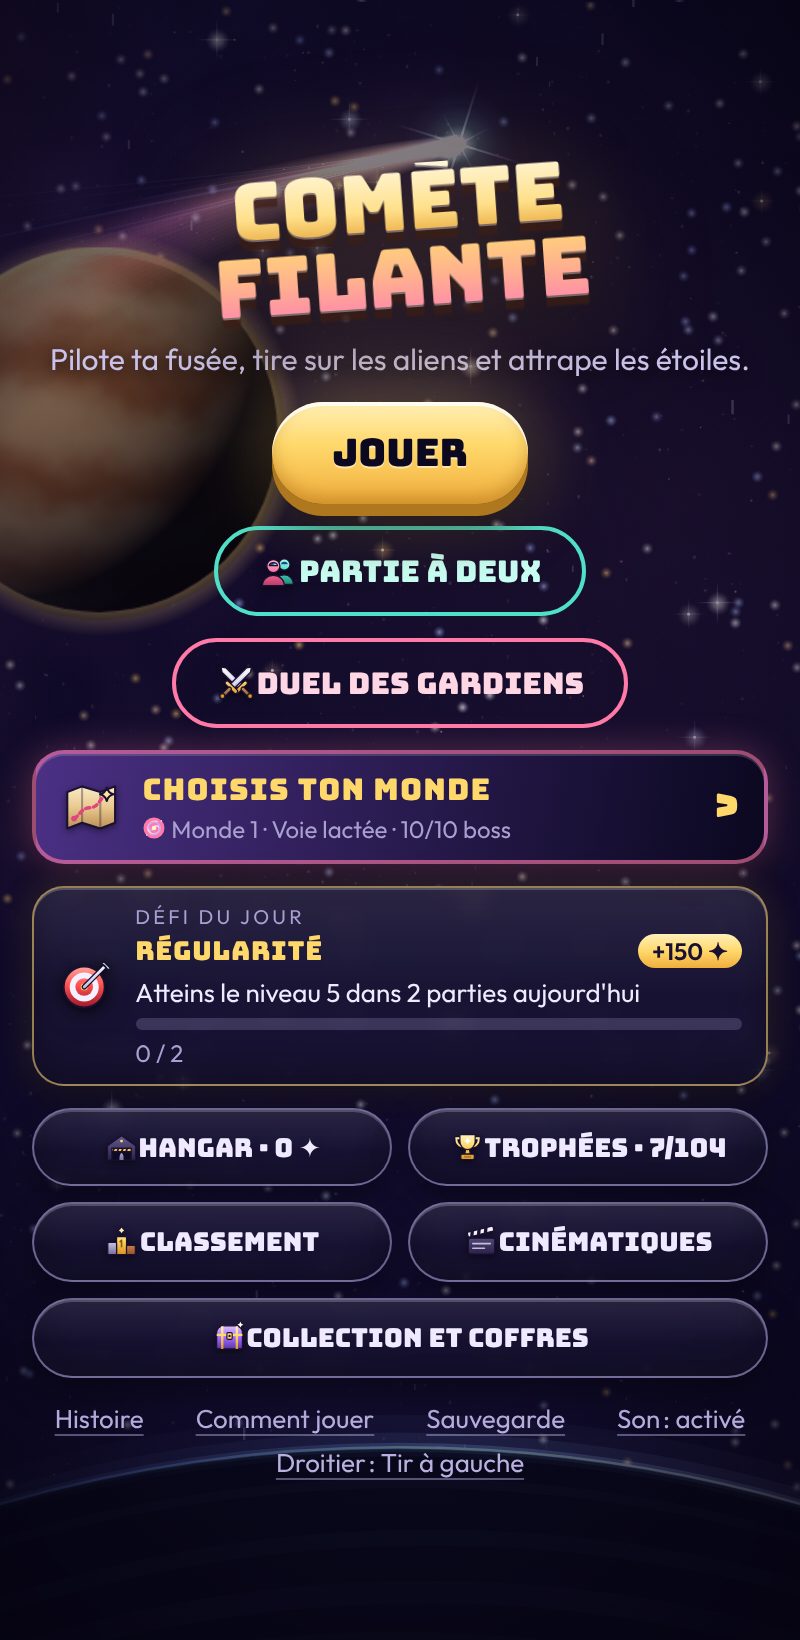 COMÈTE
FILANTE
Pilote ta fusée, tire sur les aliens et attrape les étoiles.
JOUER
PARTIE À DEUX
DUEL DES GARDIENS
CHOISIS TON MONDE
Monde 1 · Voie lactée · 10/10 boss
DÉFI DU JOUR
RÉGULARITÉ
+150 ✦
Atteins le niveau 5 dans 2 parties aujourd'hui
0 / 2
HANGAR · 0 ✦
TROPHÉES · 7/104
CLASSEMENT
CINÉMATIQUES
COLLECTION ET COFFRES
Histoire Comment jouer Sauvegarde Son : activé
Droitier : Tir à gauche